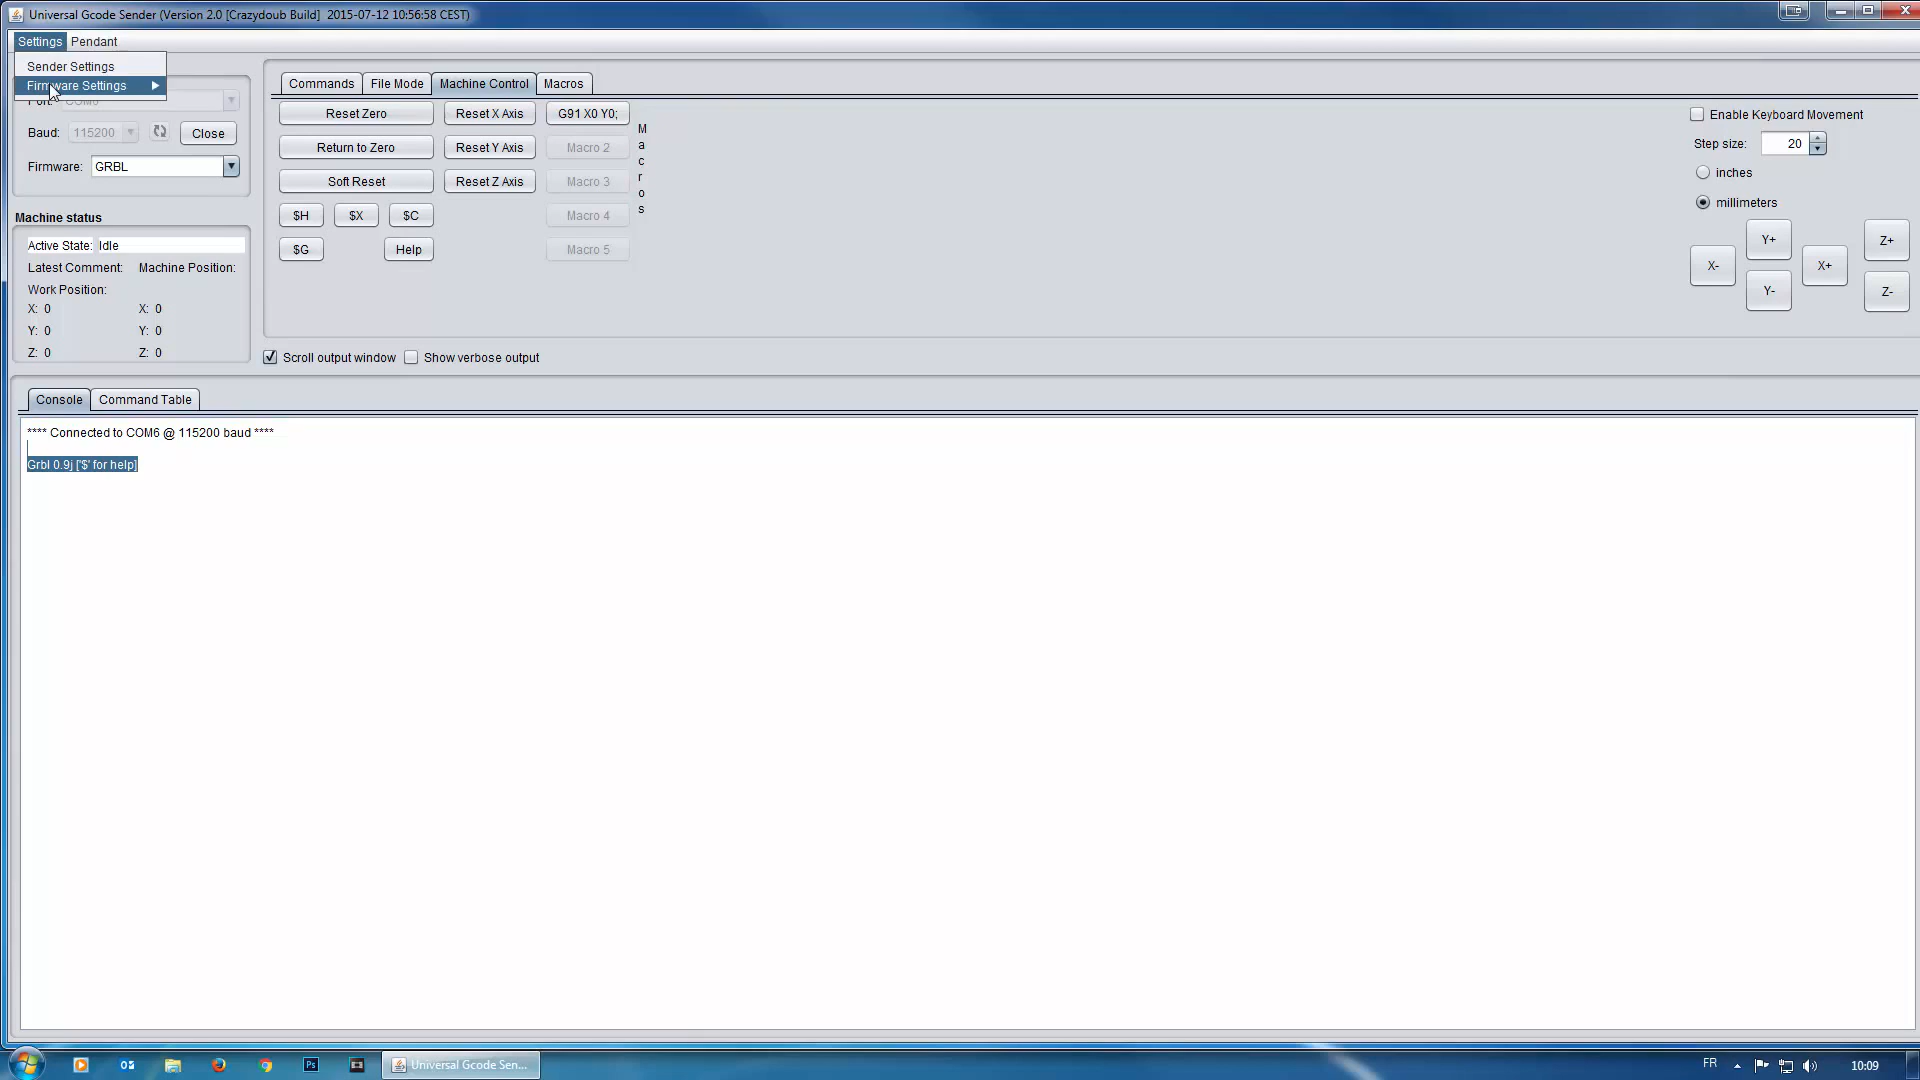 Universal Gcode Sender (Version 2.0 [Crazydoub Build]  2015-07-12 10:56:58 CEST)
Settings Pendant
Sender Settings
Firmware Settings
Port: COM6
Baud: 115200 Close
Firmware: GRBL
Machine status
Active State: Idle
Latest Comment: Machine Position:
Work Position:
X: 0 X: 0
Y: 0 Y: 0
Z: 0 Z: 0
Commands File Mode Machine Control Macros
Reset Zero Reset X Axis G91 X0 Y0;
Return to Zero Reset Y Axis Macro 2
Soft Reset Reset Z Axis Macro 3
$H $X $C Macro 4
$G Help Macro 5
Macros
Enable Keyboard Movement
Step size: 20
inches
millimeters
Y+ Z+
X- X+
Y- Z-
Scroll output window Show verbose output
Console Command Table
**** Connected to COM6 @ 115200 baud ****
Grbl 0.9j ['$' for help]
Ps Universal Gcode Sen... FR 10:09